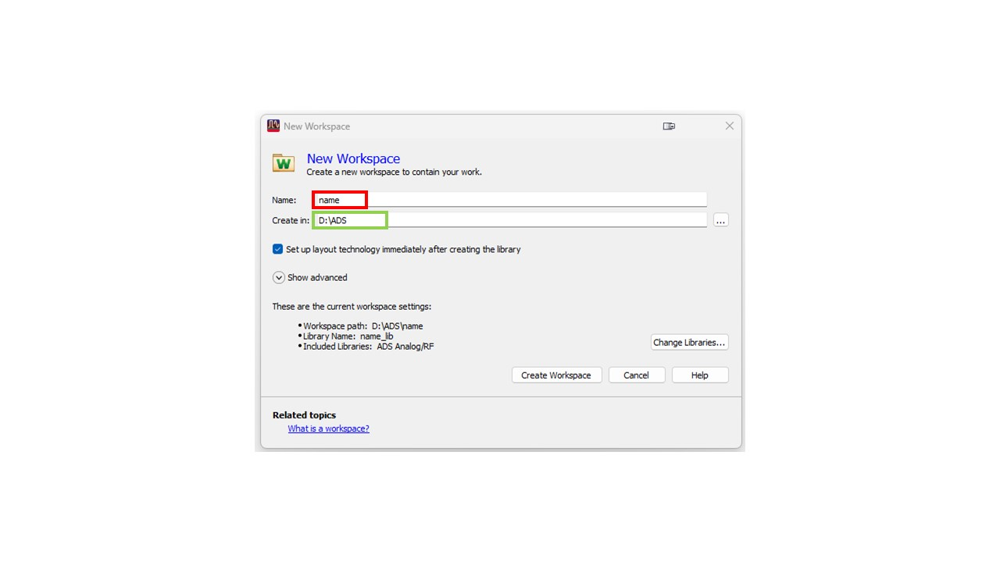 New Workspace
W
New Workspace
Create a new workspace to contain your work.
Name: name
Create in: D:\ADS ...
Set up layout technology immediately after creating the library
Show advanced
These are the current workspace settings:
• Workspace path: D:\ADS\name
• Library Name: name_lib
• Included Libraries: ADS Analog/RF
Change Libraries...
Create Workspace Cancel Help
Related topics
What is a workspace?